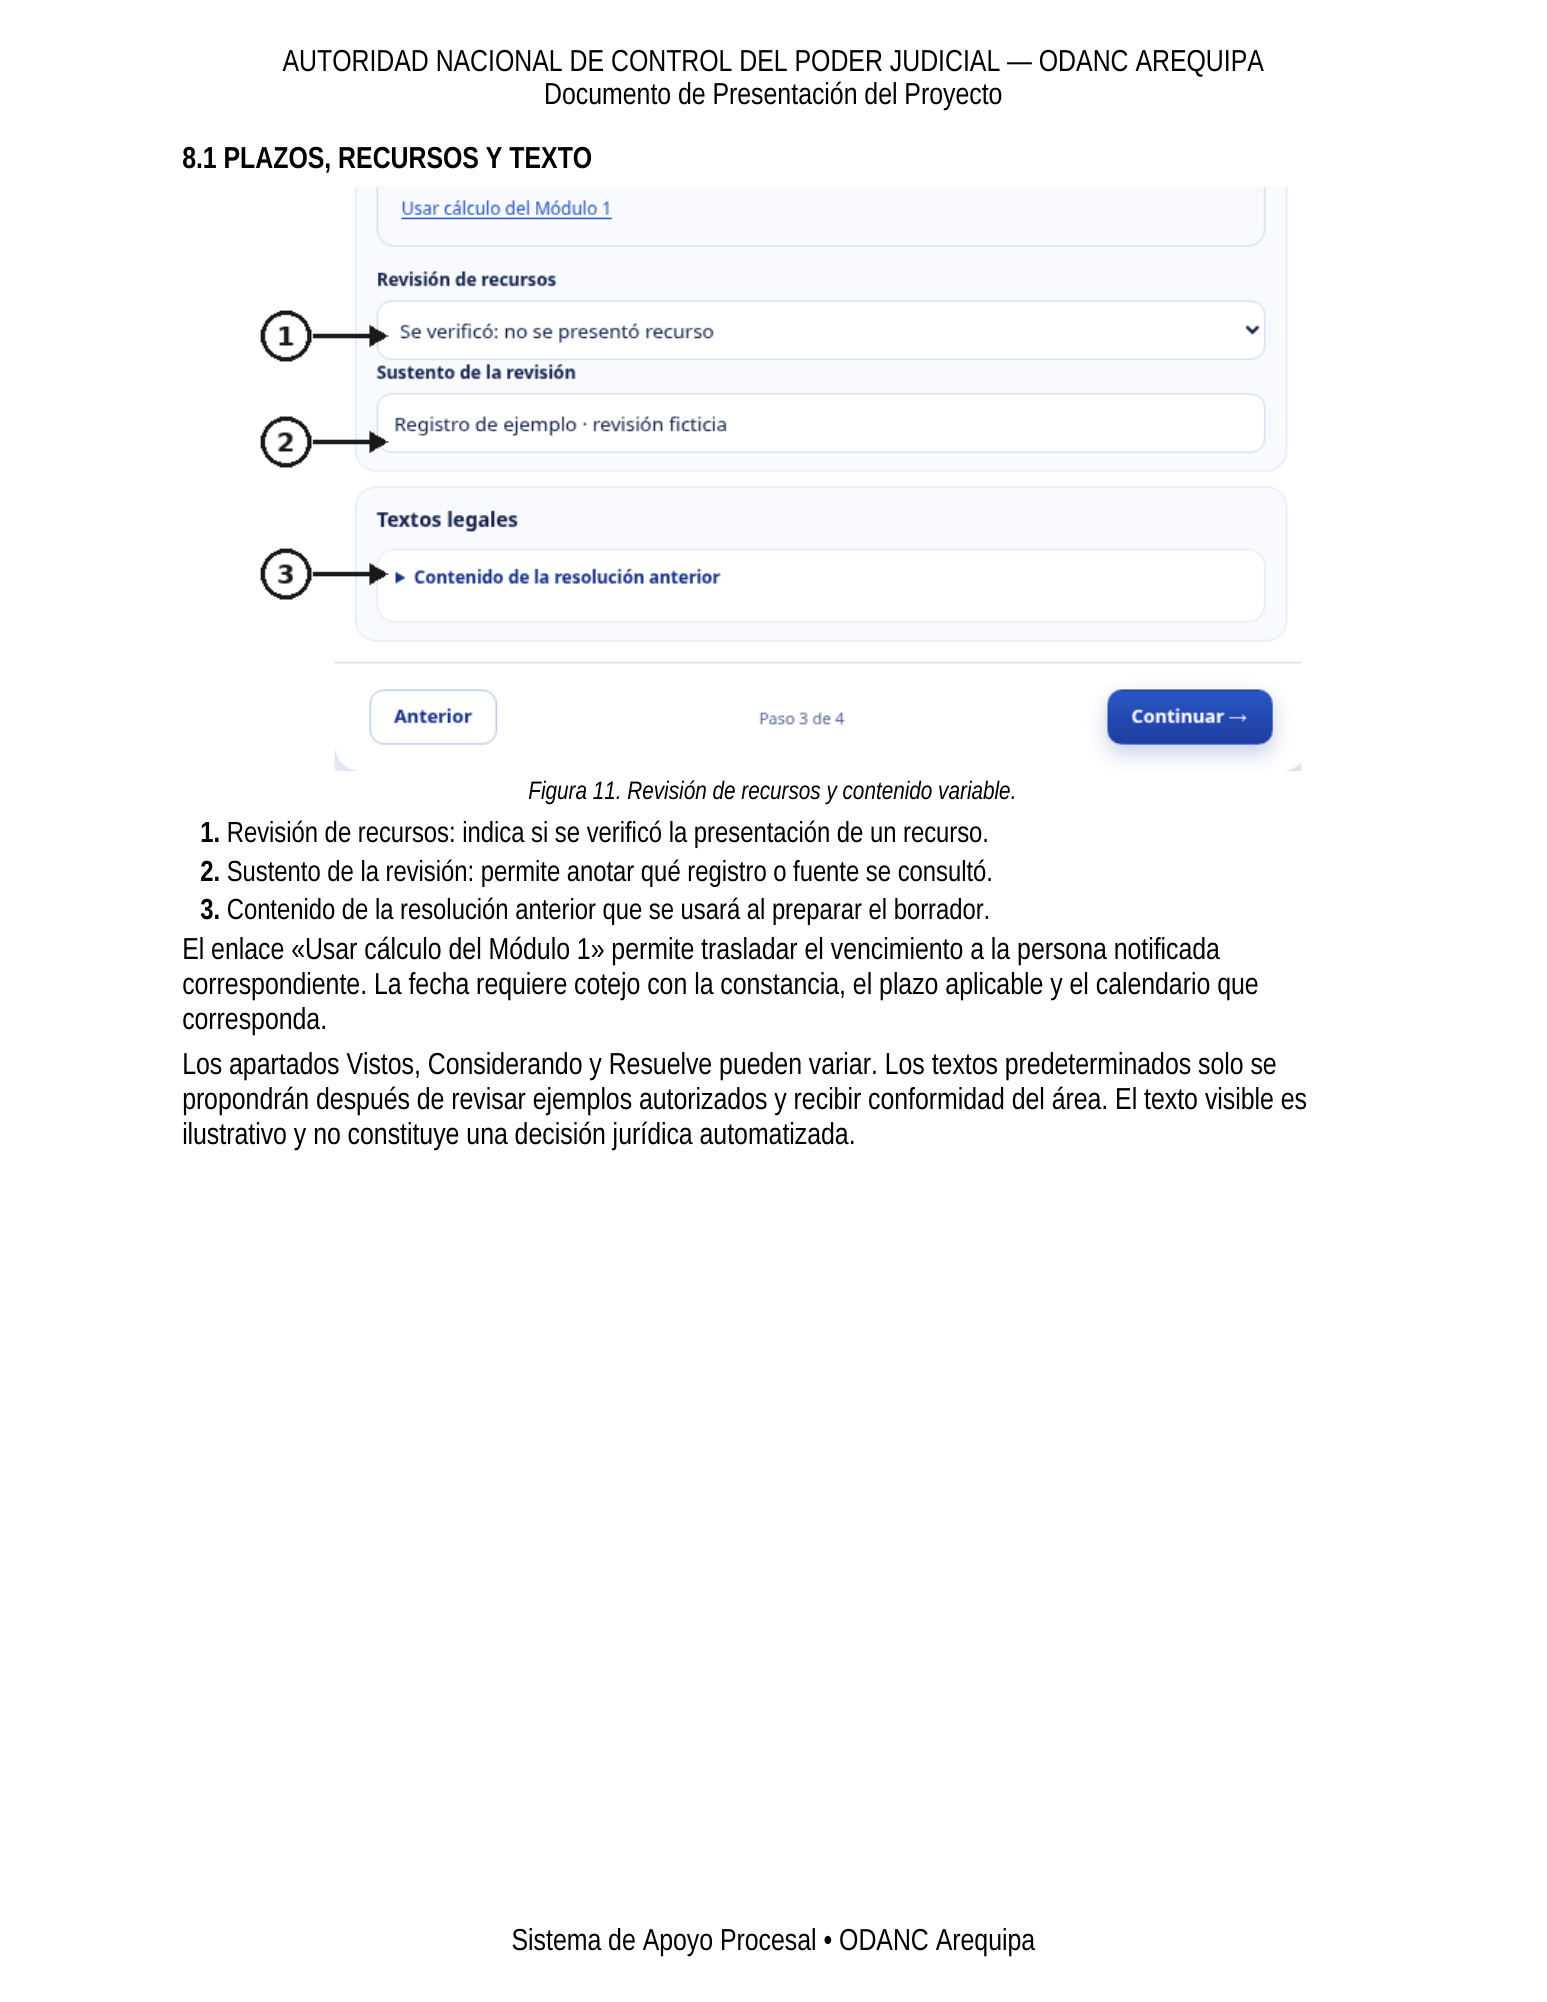 AUTORIDAD NACIONAL DE CONTROL DEL PODER JUDICIAL — ODANC AREQUIPA
Documento de Presentación del Proyecto
8.1 PLAZOS, RECURSOS Y TEXTO
Usar cálculo del Módulo 1
Revisión de recursos
1
Se verificó: no se presentó recurso
Sustento de la revisión
2
Registro de ejemplo · revisión ficticia
Textos legales
3
Contenido de la resolución anterior
Anterior
Paso 3 de 4
Continuar →
Figura 11. Revisión de recursos y contenido variable.
1. Revisión de recursos: indica si se verificó la presentación de un recurso.
2. Sustento de la revisión: permite anotar qué registro o fuente se consultó.
3. Contenido de la resolución anterior que se usará al preparar el borrador.
El enlace «Usar cálculo del Módulo 1» permite trasladar el vencimiento a la persona notificada
correspondiente. La fecha requiere cotejo con la constancia, el plazo aplicable y el calendario que
corresponda.
Los apartados Vistos, Considerando y Resuelve pueden variar. Los textos predeterminados solo se
propondrán después de revisar ejemplos autorizados y recibir conformidad del área. El texto visible es
ilustrativo y no constituye una decisión jurídica automatizada.
Sistema de Apoyo Procesal • ODANC Arequipa